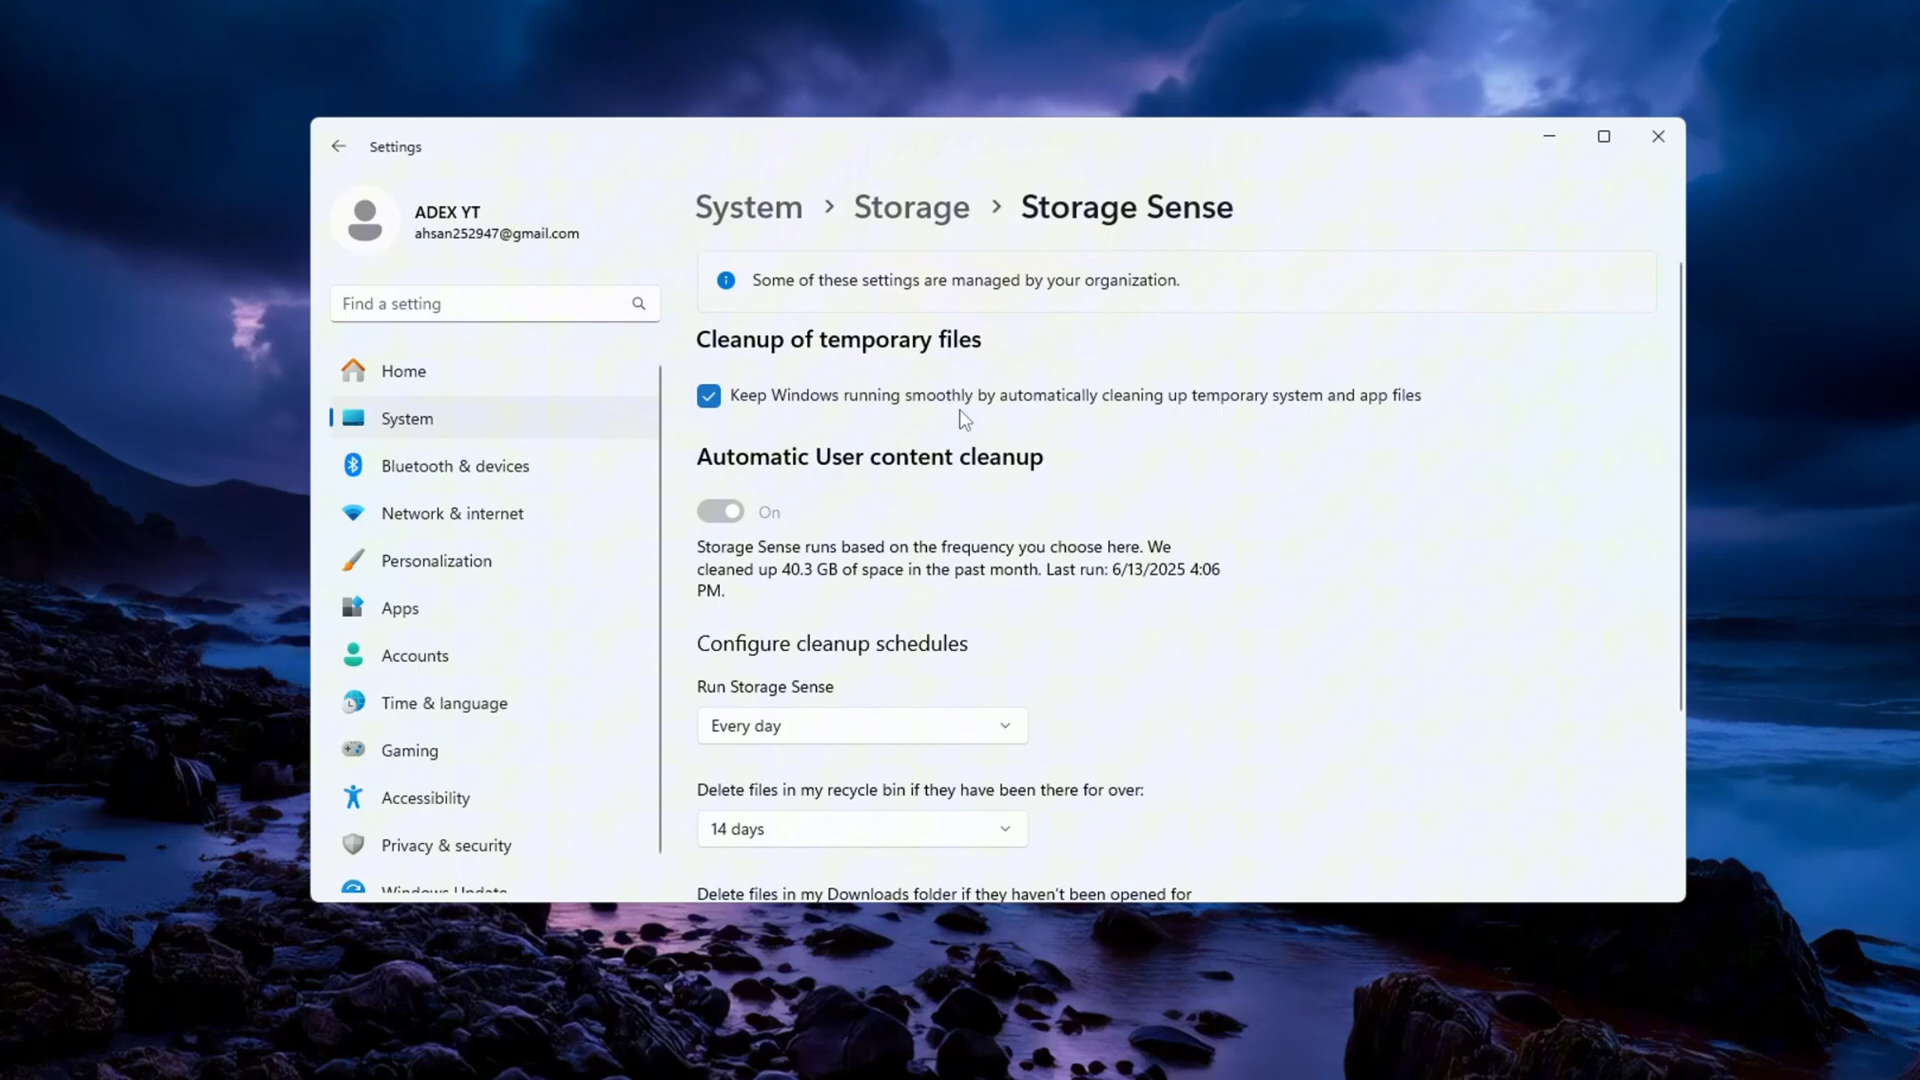 Settings
ADEX YT
ahsan252947@gmail.com
Find a setting
Home
System
Bluetooth & devices
Network & internet
Personalization
Apps
Accounts
Time & language
Gaming
Accessibility
Privacy & security
Windows Update
System > Storage > Storage Sense
Some of these settings are managed by your organization.
Cleanup of temporary files
Keep Windows running smoothly by automatically cleaning up temporary system and app files
Automatic User content cleanup
On
Storage Sense runs based on the frequency you choose here. We
cleaned up 40.3 GB of space in the past month. Last run: 6/13/2025 4:06
PM.
Configure cleanup schedules
Run Storage Sense
Every day
Delete files in my recycle bin if they have been there for over:
14 days
Delete files in my Downloads folder if they haven't been opened for